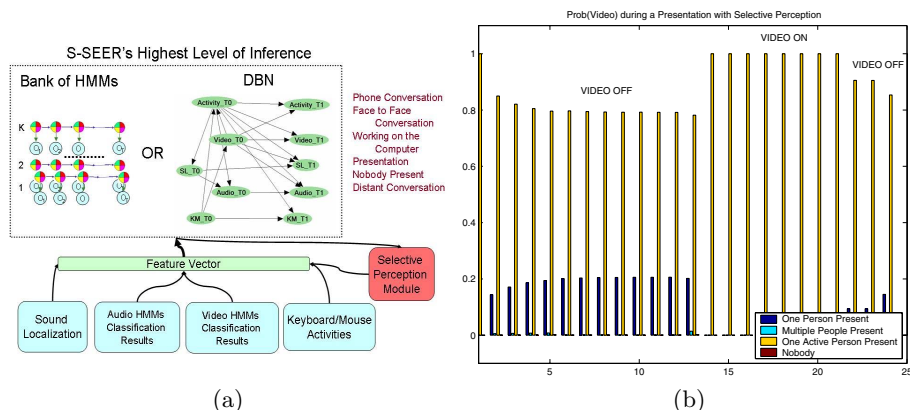 S-SEER's Highest Level of Inference
Bank of HMMs
DBN
K
2
1
OR
Activity_T0
Activity_T1
Video_T0
Video_T1
SL_T0
SL_T1
Audio_T0
Audio_T1
KM_T0
KM_T1
Phone Conversation
Face to Face
Conversation
Working on the
Computer
Presentation
Nobody Present
Distant Conversation
Feature Vector
Selective
Perception
Module
Sound
Localization
Audio HMMs
Classification
Results
Video HMMs
Classification
Results
Keyboard/Mouse
Activities
(a)
Prob(Video) during a Presentation with Selective Perception
VIDEO ON
VIDEO OFF
VIDEO OFF
1
0.8
0.6
0.4
0.2
0
5
10
15
20
25
One Person Present
Multiple People Present
One Active Person Present
Nobody
(b)